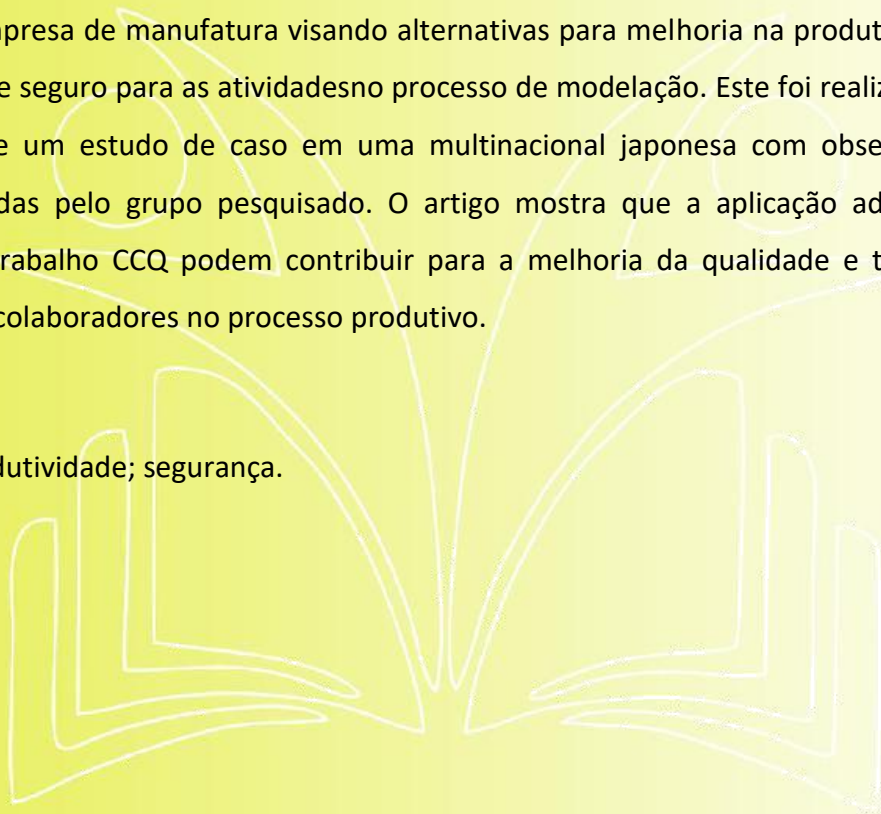 presa de manufatura visando alternativas para melhoria na produt
e seguro para as atividadesno processo de modelação. Este foi realiz
e um estudo de caso em uma multinacional japonesa com obse
das pelo grupo pesquisado. O artigo mostra que a aplicação ad
rabalho CCQ podem contribuir para a melhoria da qualidade e t
colaboradores no processo produtivo.
dutividade; segurança.